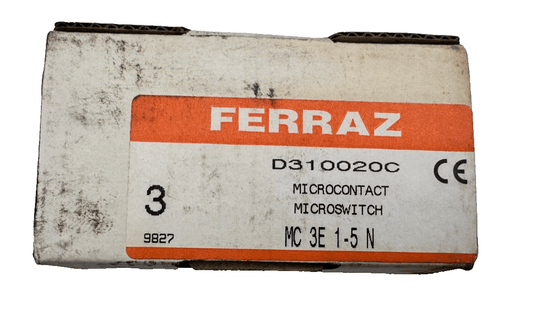 FERRAZ
D310020C
CE
MICROCONTACT
3
MICROSWITCH
9827
MC 3E 1-5 N